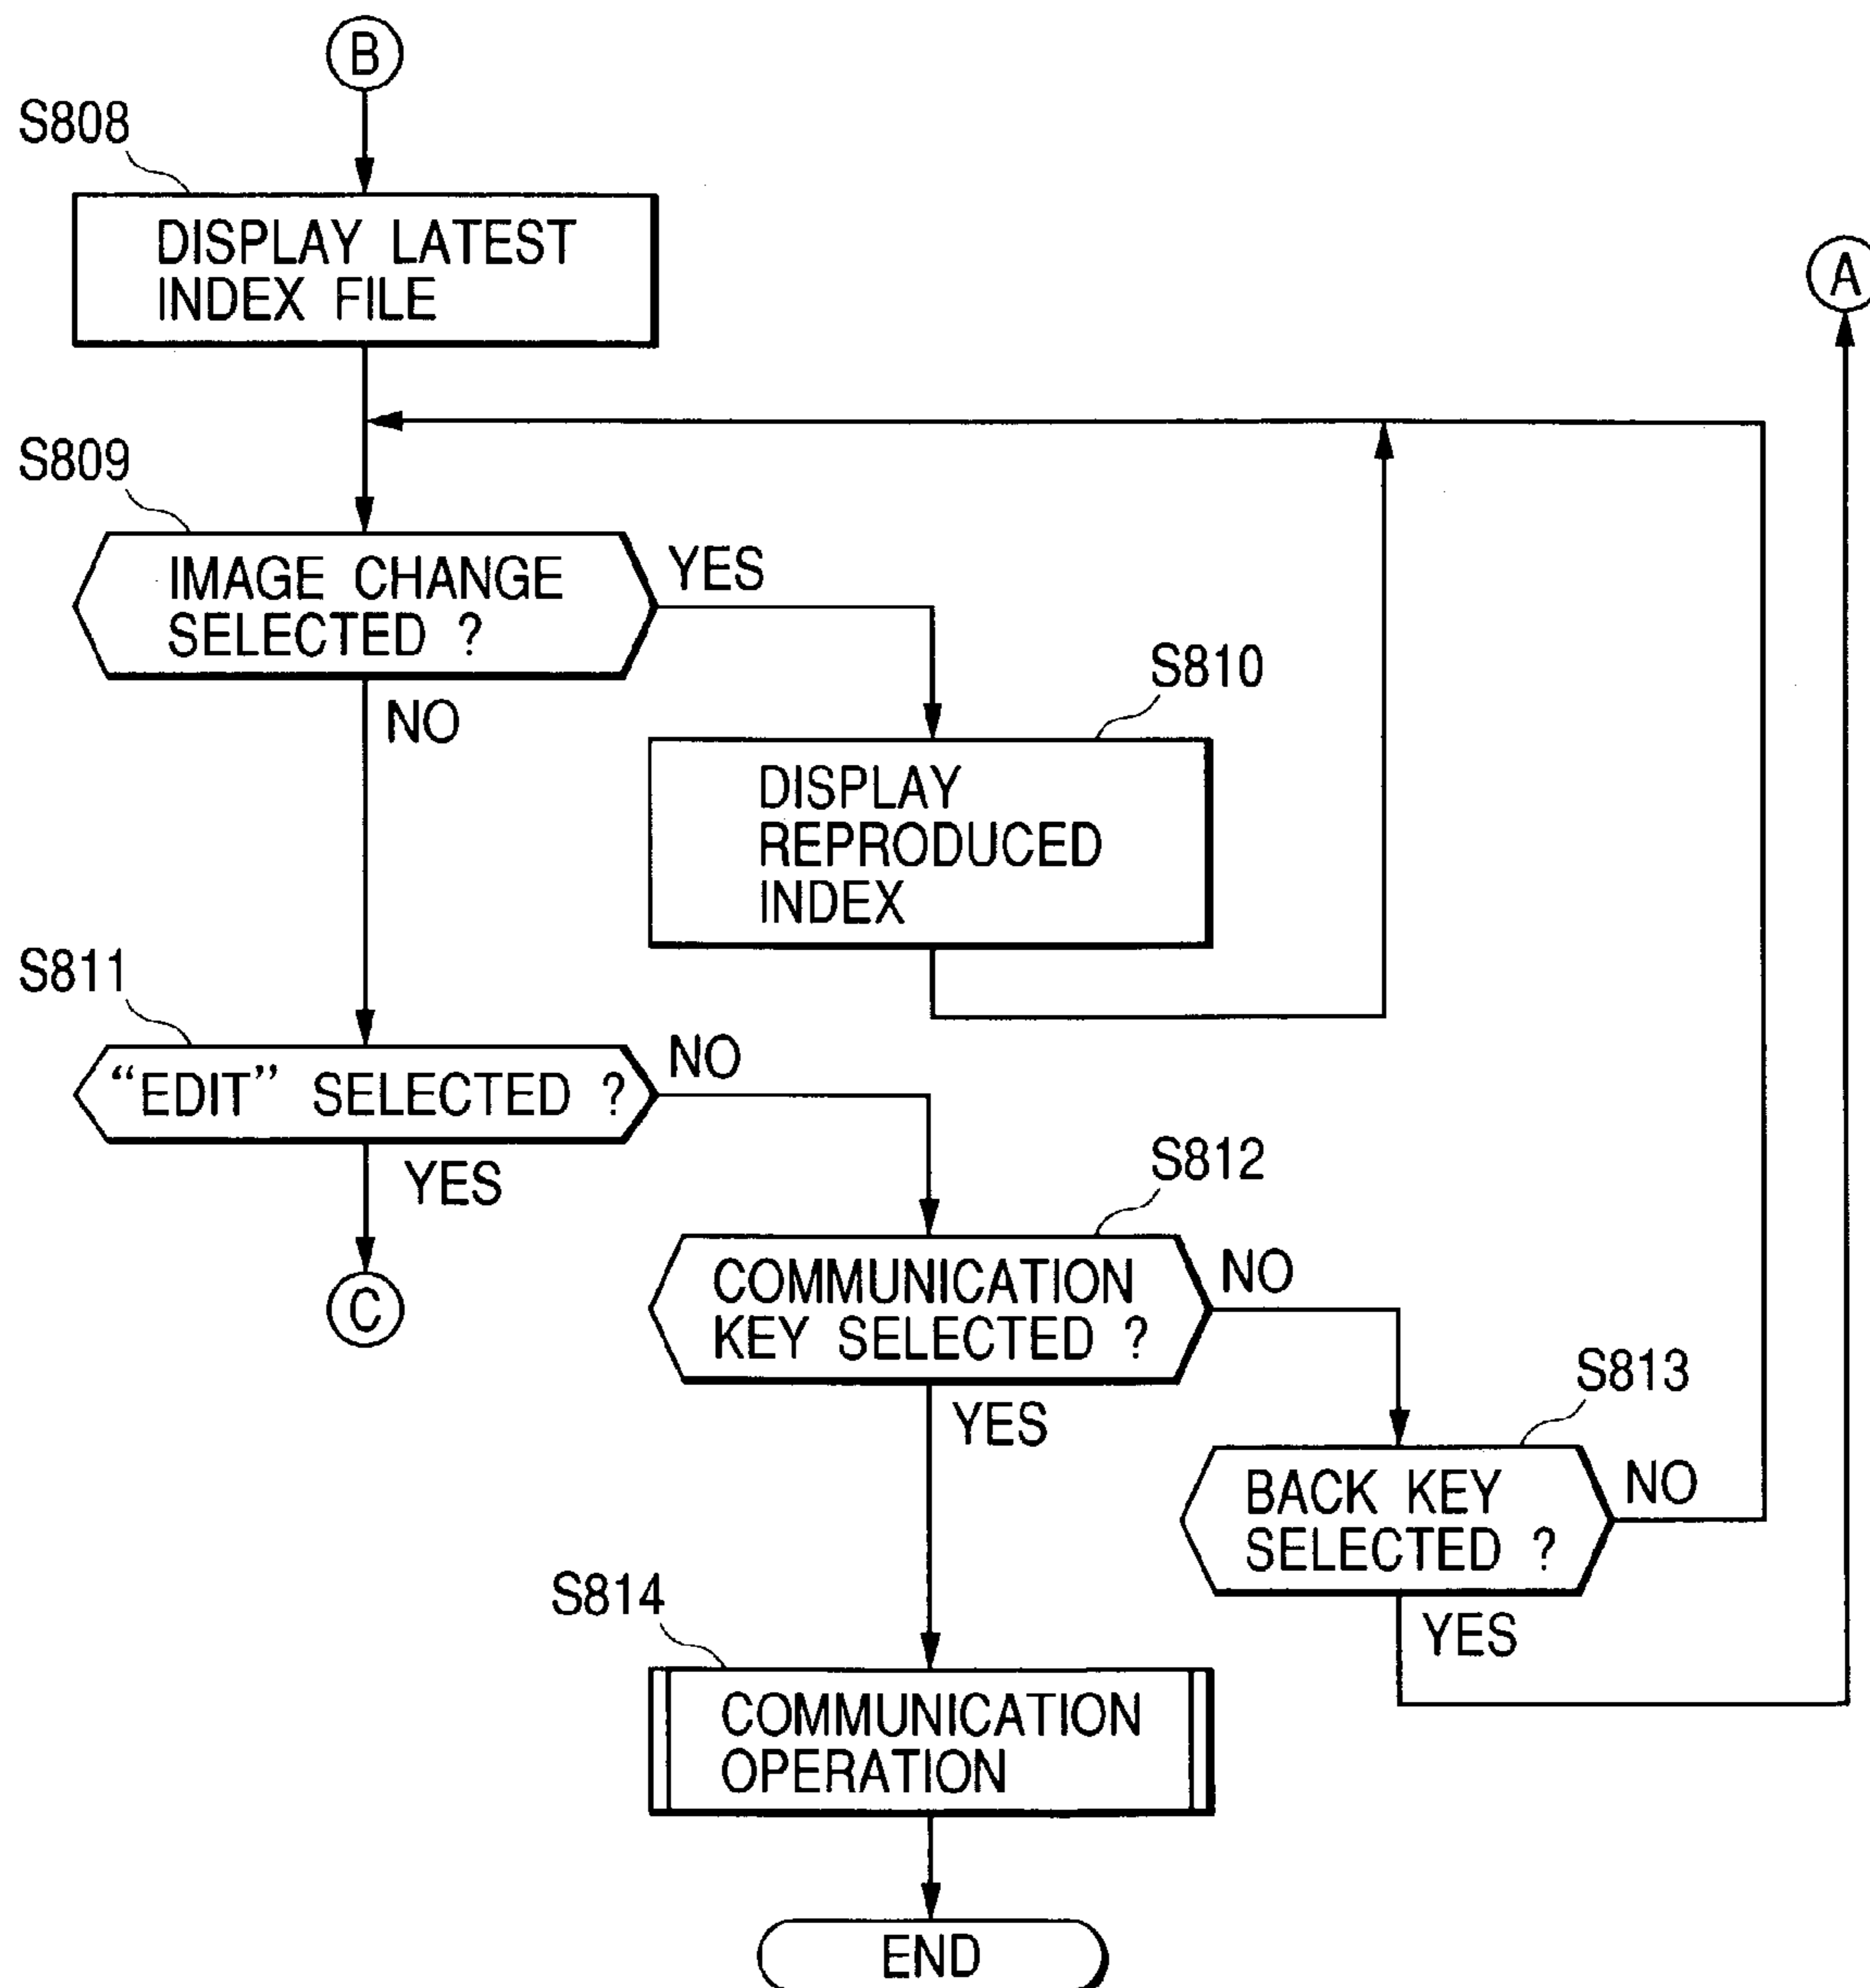 B
S808
DISPLAY LATEST
INDEX FILE
A
S809
IMAGE CHANGE
SELECTED ?
YES
NO
S810
DISPLAY
REPRODUCED
INDEX
S811
“EDIT” SELECTED ?
NO
YES
C
S812
COMMUNICATION
KEY SELECTED ?
NO
YES
S813
BACK KEY
SELECTED ?
NO
YES
S814
COMMUNICATION
OPERATION
END